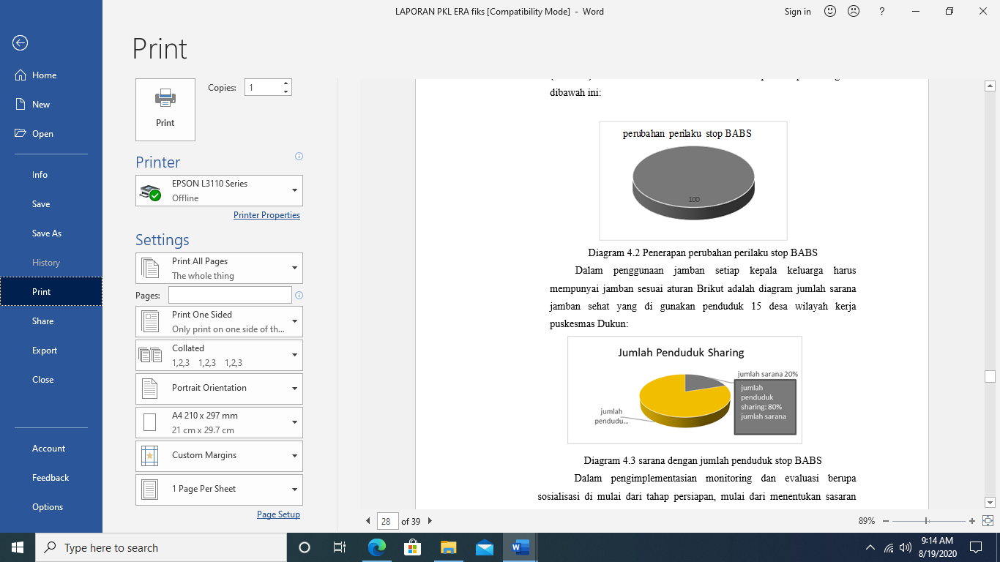 LAPORAN PKL ERA fiks [Compatibility Mode] - Word
Sign in
?
Print
Home
New
Open
Info
Save
Save As
History
Print
Share
Export
Close
Account
Feedback
Options
Print
Copies: 1
Printer
EPSON L3110 Series
Offline
Printer Properties
Settings
Print All Pages
The whole thing
Pages:
Print One Sided
Only print on one side of th...
Collated
1,2,3 1,2,3 1,2,3
Portrait Orientation
A4 210 x 297 mm
21 cm x 29.7 cm
Custom Margins
1 Page Per Sheet
Page Setup
dibawah ini:
perubahan perilaku stop BABS
100
Diagram 4.2 Penerapan perubahan perilaku stop BABS
Dalam penggunaan jamban setiap kepala keluarga harus
mempunyai jamban sesuai aturan Brikut adalah diagram jumlah sarana
jamban sehat yang di gunakan penduduk 15 desa wilayah kerja
puskesmas Dukun:
Jumlah Penduduk Sharing
jumlah sarana 20%
jumlah
penduduk
sharing: 80%
jumlah sarana
jumlah
pendudu...
Diagram 4.3 sarana dengan jumlah penduduk stop BABS
Dalam pengimplementasian monitoring dan evaluasi berupa
sosialisasi di mulai dari tahap persiapan, mulai dari menentukan sasaran
28 of 39
89%
Type here to search
9:14 AM
8/19/2020